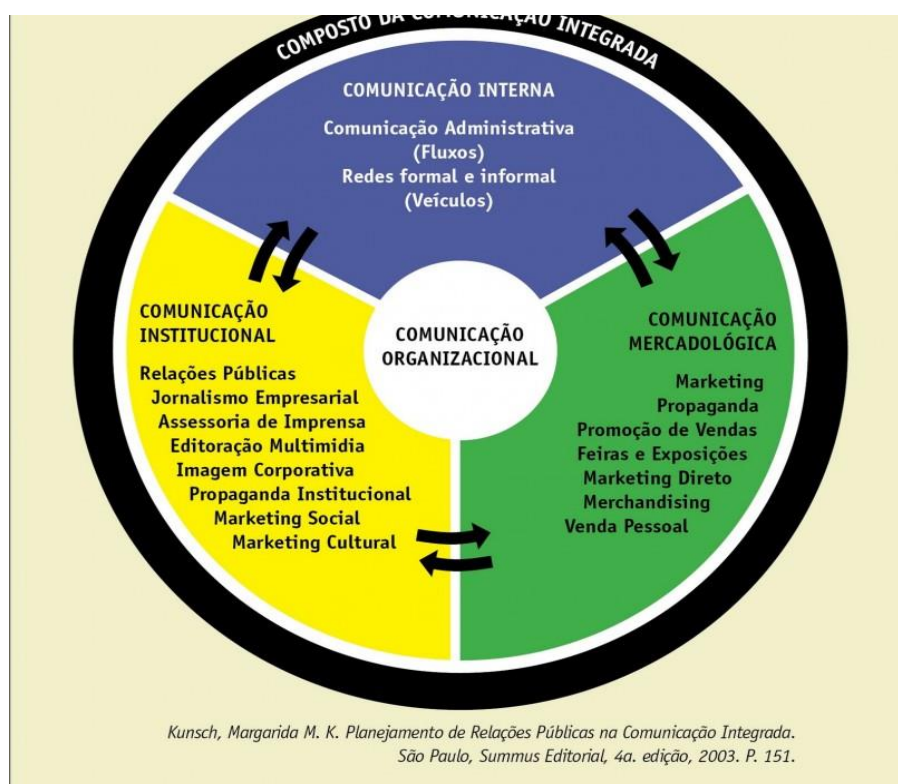 COMPOSTO DA COMUNICAÇÃO INTEGRADA
COMUNICAÇÃO INTERNA
Comunicação Administrativa
(Fluxos)
Redes formal e informal
(Veículos)
COMUNICAÇÃO
INSTITUCIONAL
Relações Públicas
Jornalismo Empresarial
Assessoria de Imprensa
Editoração Multimidia
Imagem Corporativa
Propaganda Institucional
Marketing Social
Marketing Cultural
COMUNICAÇÃO
ORGANIZACIONAL
COMUNICAÇÃO
MERCADOLÓGICA
Marketing
Propaganda
Promoção de Vendas
Feiras e Exposições
Marketing Direto
Merchandising
Venda Pessoal
Kunsch, Margarida M. K. Planejamento de Relações Públicas na Comunicação Integrada.
São Paulo, Summus Editorial, 4a. edição, 2003. P. 151.